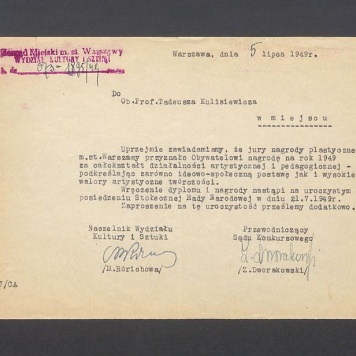 Zarząd Miejski m. st. Warszawy
WYDZIAŁ KULTURY I SZTUKI
Warszawa, dnia 5 lipca 1949r.
Do
Ob.Prof.Tadeusza Kulisiewicza
w miejscu
Uprzejmie zawiadamiamy, że jury nagrody plastycznej
m.st.Warszawy przyznało Obywatelowi nagrodę na rok 1949
za całokształt działalności artystycznej i pedagogicznej -
podkreślając zarówno ideowo-społeczną postawę jak i wysokie
walory artystyczne twórczości.
Wręczenie dyplomu i nagrody nastąpi na uroczystym
posiedzeniu Stołecznej Rady Narodowej w dniu 21.7.1949r.
Zaproszenie na tę uroczystość prześlemy dodatkowo.
Naczelnik Wydziału
Kultury i Sztuki
/M.Rörichowa/
Przewodniczący
Sądu Konkursowego
Z. Dworakowski
/Z.Dworakowski/
/CA